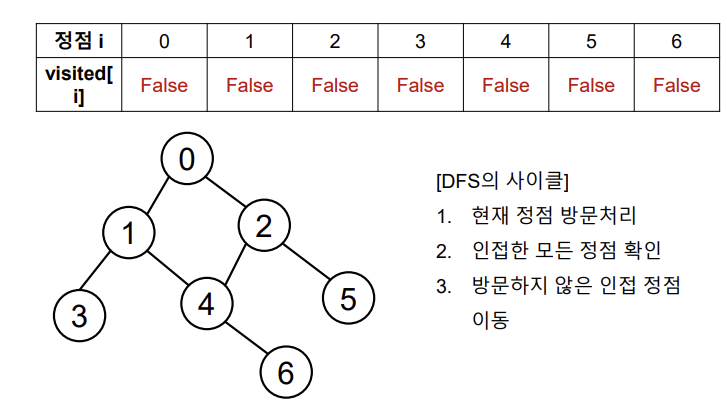 정점 i 0 1 2 3 4 5 6
visited[
i] False False False False False False False
0
1 2
3 4 5
6
[DFS의 사이클]
1. 현재 정점 방문처리
2. 인접한 모든 정점 확인
3. 방문하지 않은 인접 정점
이동